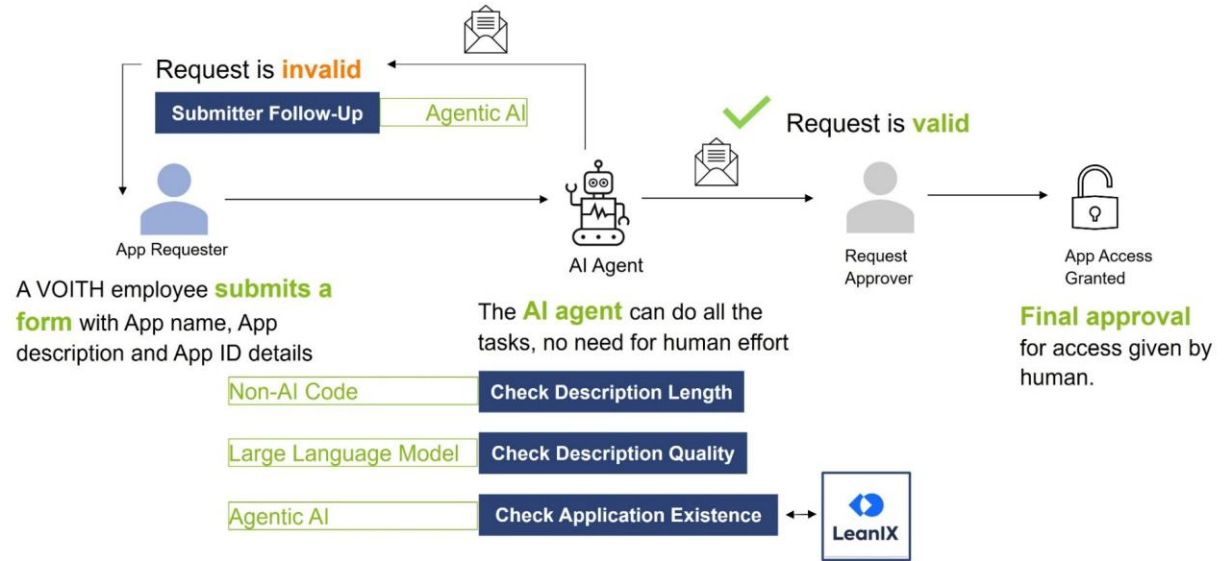 Request is invalid
Submitter Follow-Up
Agentic AI
Request is valid
App Requester
AI Agent
Request
Approver
App Access
Granted
A VOITH employee submits a
form with App name, App
description and App ID details
The AI agent can do all the
tasks, no need for human effort
Final approval
for access given by
human.
Non-AI Code
Check Description Length
Large Language Model
Check Description Quality
Agentic AI
Check Application Existence
LeanIX